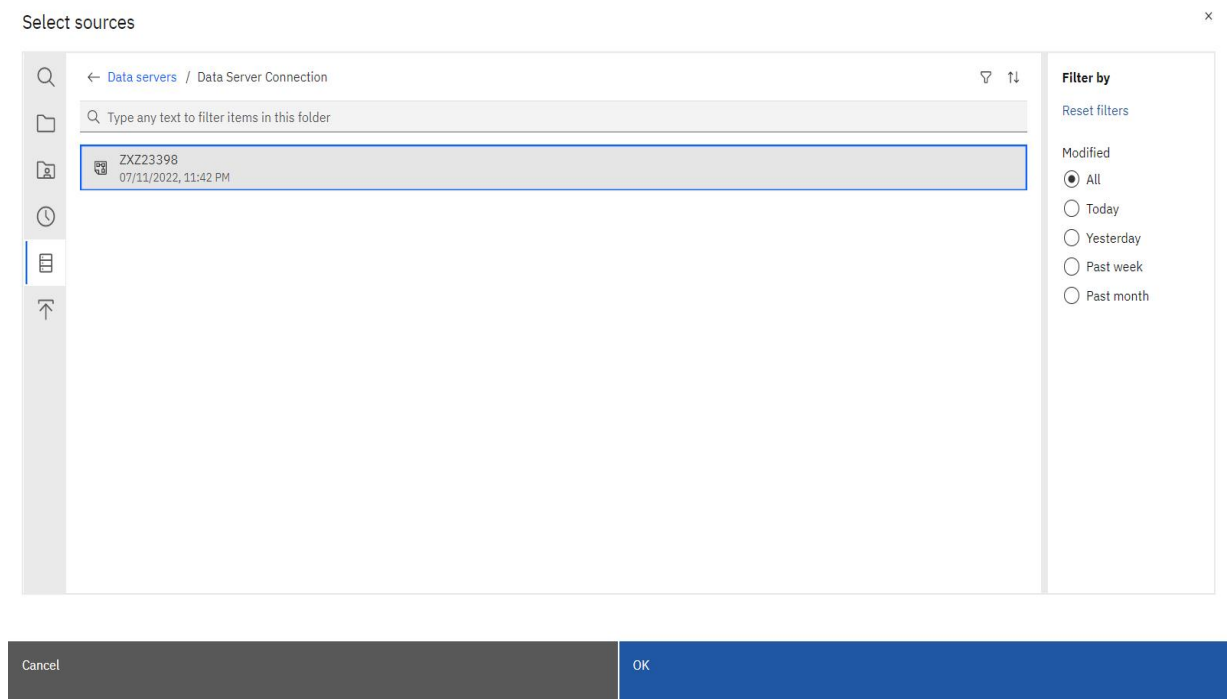 Select sources
Data servers / Data Server Connection
Type any text to filter items in this folder
ZXZ23398
07/11/2022, 11:42 PM
Filter by
Reset filters
Modified
All
Today
Yesterday
Past week
Past month
Cancel
OK